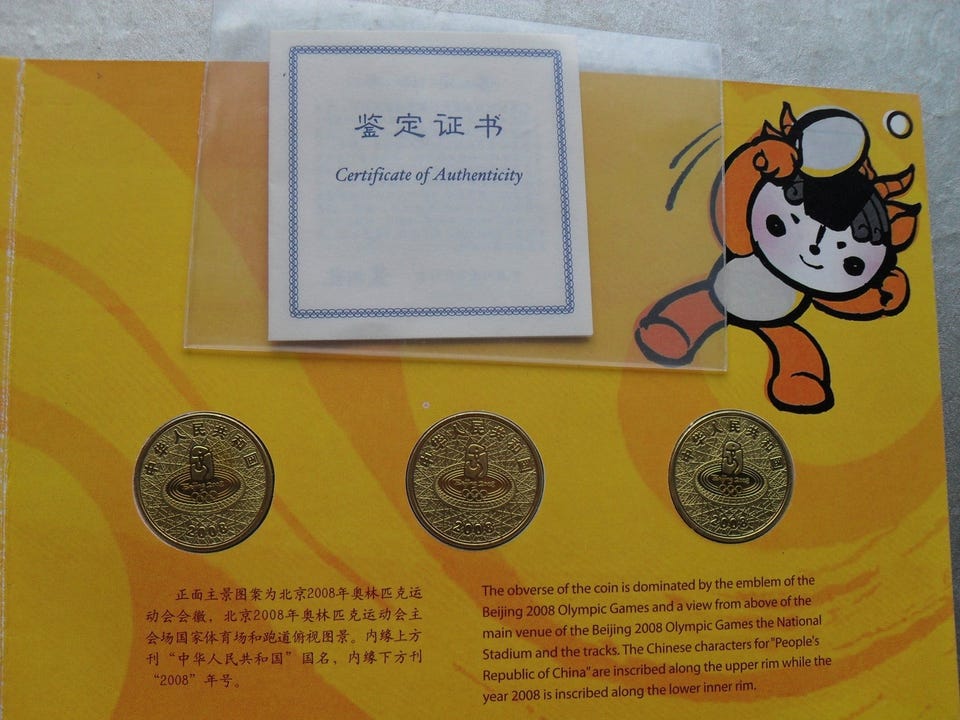 鉴定证书
Certificate of Authenticity
中华人民共和国
Beijing 2008
2008
中华人民共和国
Beijing 2008
2008
中华人民共和国
Beijing 2008
2008
正面主景图案为北京2008年奥林匹克运
动会会徽，北京2008年奥林匹克运动会主
会场国家体育场和跑道俯视图景。内缘上方
刊“中华人民共和国”国名，内缘下方刊
“2008”年号。
The obverse of the coin is dominated by the emblem of the
Beijing 2008 Olympic Games and a view from above of the
main venue of the Beijing 2008 Olympic Games the National
Stadium and the tracks. The Chinese characters for "People's
Republic of China" are inscribed along the upper rim while the
year 2008 is inscribed along the lower inner rim.